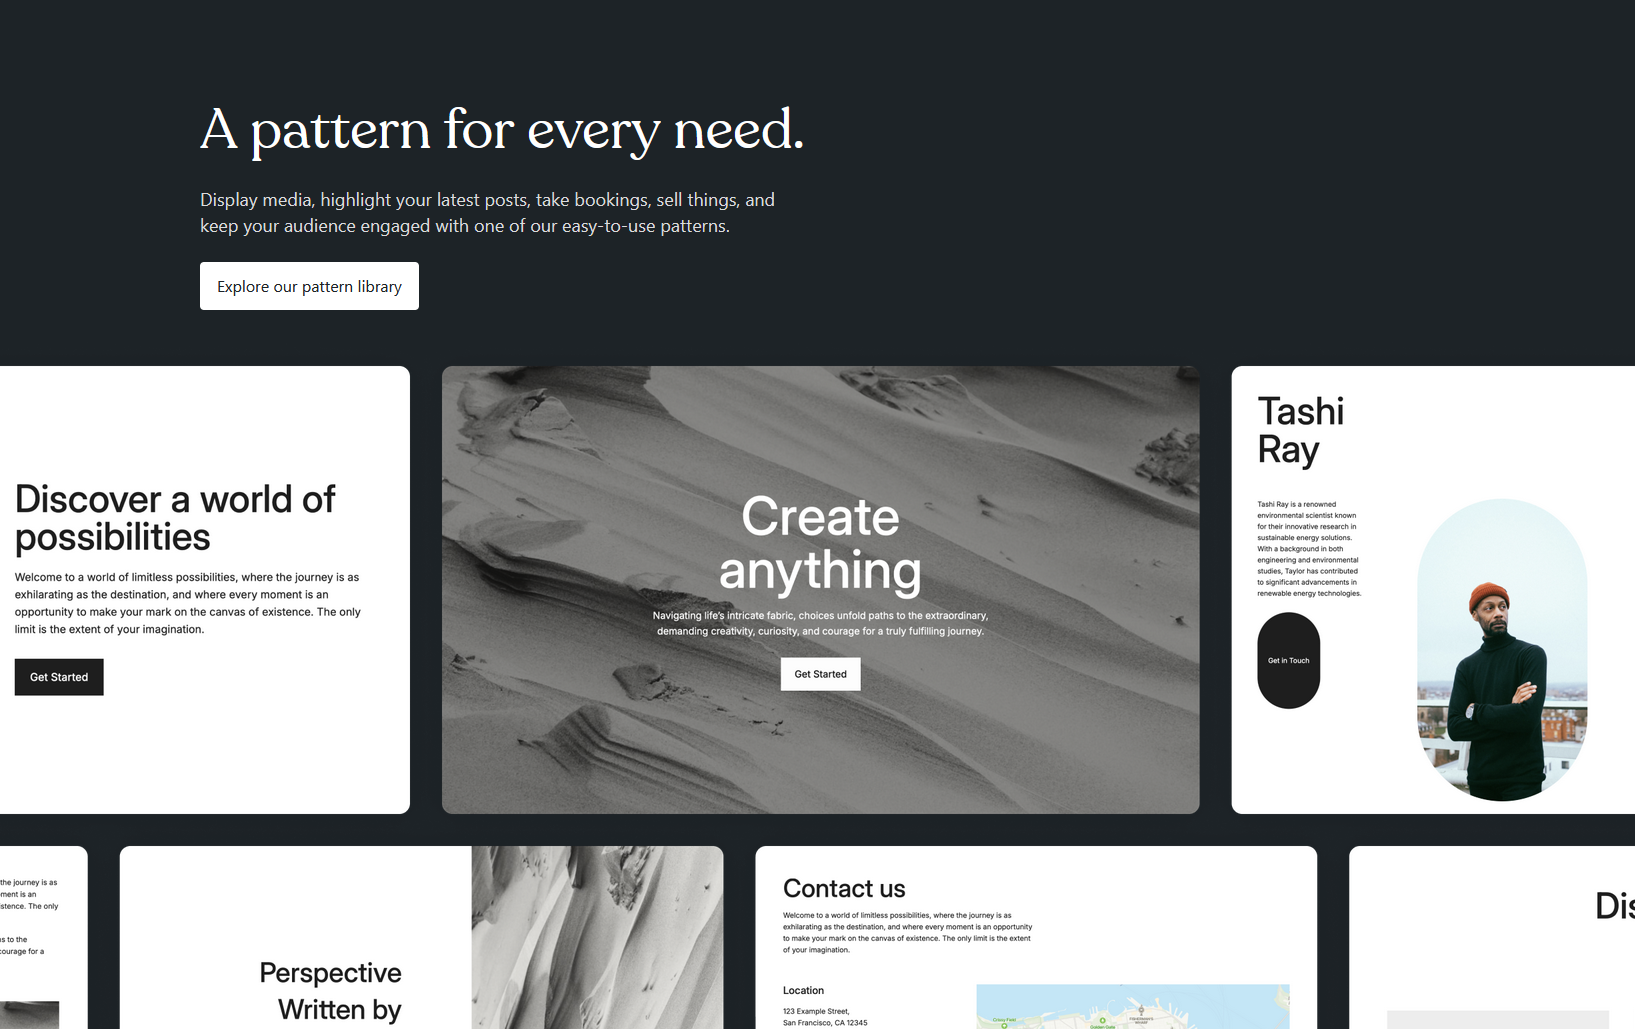 A pattern for every need.
Display media, highlight your latest posts, take bookings, sell things, and
keep your audience engaged with one of our easy-to-use patterns.
Explore our pattern library
Discover a world of
possibilities
Welcome to a world of limitless possibilities, where the journey is as
exhilarating as the destination, and where every moment is an
opportunity to make your mark on the canvas of existence. The only
limit is the extent of your imagination.
Get Started
Create
anything
Navigating life's intricate fabric, choices unfold paths to the extraordinary,
demanding creativity, curiosity, and courage for a truly fulfilling journey.
Get Started
Tashi
Ray
Tashi Ray is a renowned
environmental scientist known
for their innovative research in
sustainable energy solutions.
With a background in both
engineering and environmental
studies, Taylor has contributed
to significant advancements in
renewable energy technologies.
Get in Touch
the journey is as
ment is an
stence. The only
s to the
courage for a
Perspective
Written by
Contact us
Welcome to a world of limitless possibilities, where the journey is as
exhilarating as the destination, and where every moment is an opportunity
to make your mark on the canvas of existence. The only limit is the extent
of your imagination.
Location
123 Example Street,
San Francisco, CA 12345
Crissy Field
Golden Gate
FISHERMAN'S
WHARF
Dis